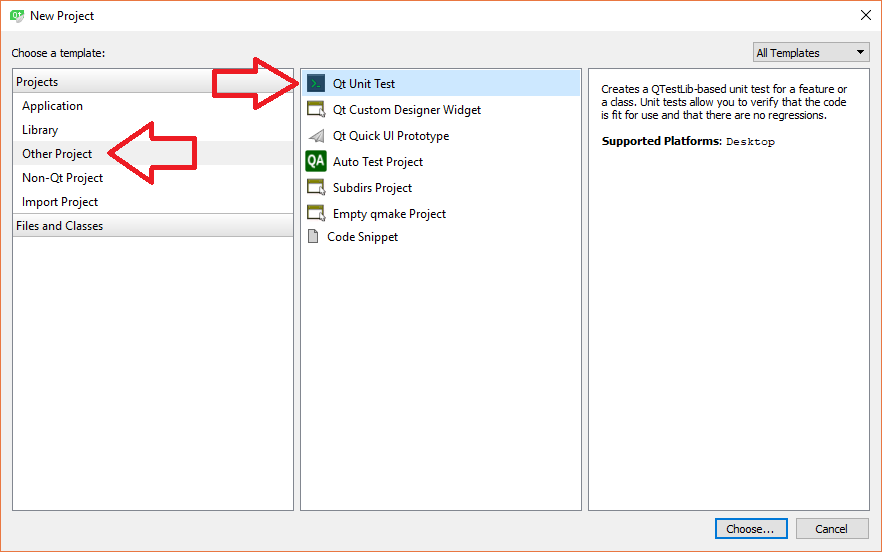 New Project
Choose a template:
All Templates
Projects
Application
Library
Other Project
Non-Qt Project
Import Project
Files and Classes
Qt Unit Test
Qt Custom Designer Widget
Qt Quick UI Prototype
QA Auto Test Project
Subdirs Project
Empty qmake Project
Code Snippet
Creates a QTestLib-based unit test for a feature or
a class. Unit tests allow you to verify that the code
is fit for use and that there are no regressions.
Supported Platforms: Desktop
Choose...
Cancel